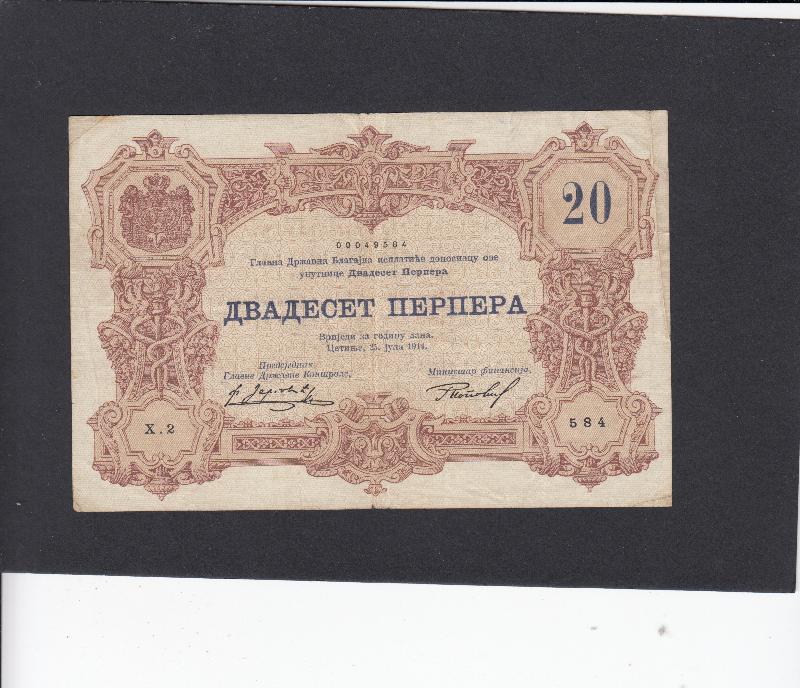 20
00049584
Главна Државна Благајна исплатиће доносиоцу ове
упутнице Двадесет Перпера
ДВАДЕСЕТ ПЕРПЕРА
Вриједи за годину дана.
Цетиње, 25. јула 1914.
Предсједник
Главне Државне Контроле,
Министар финансија,
X.2
584